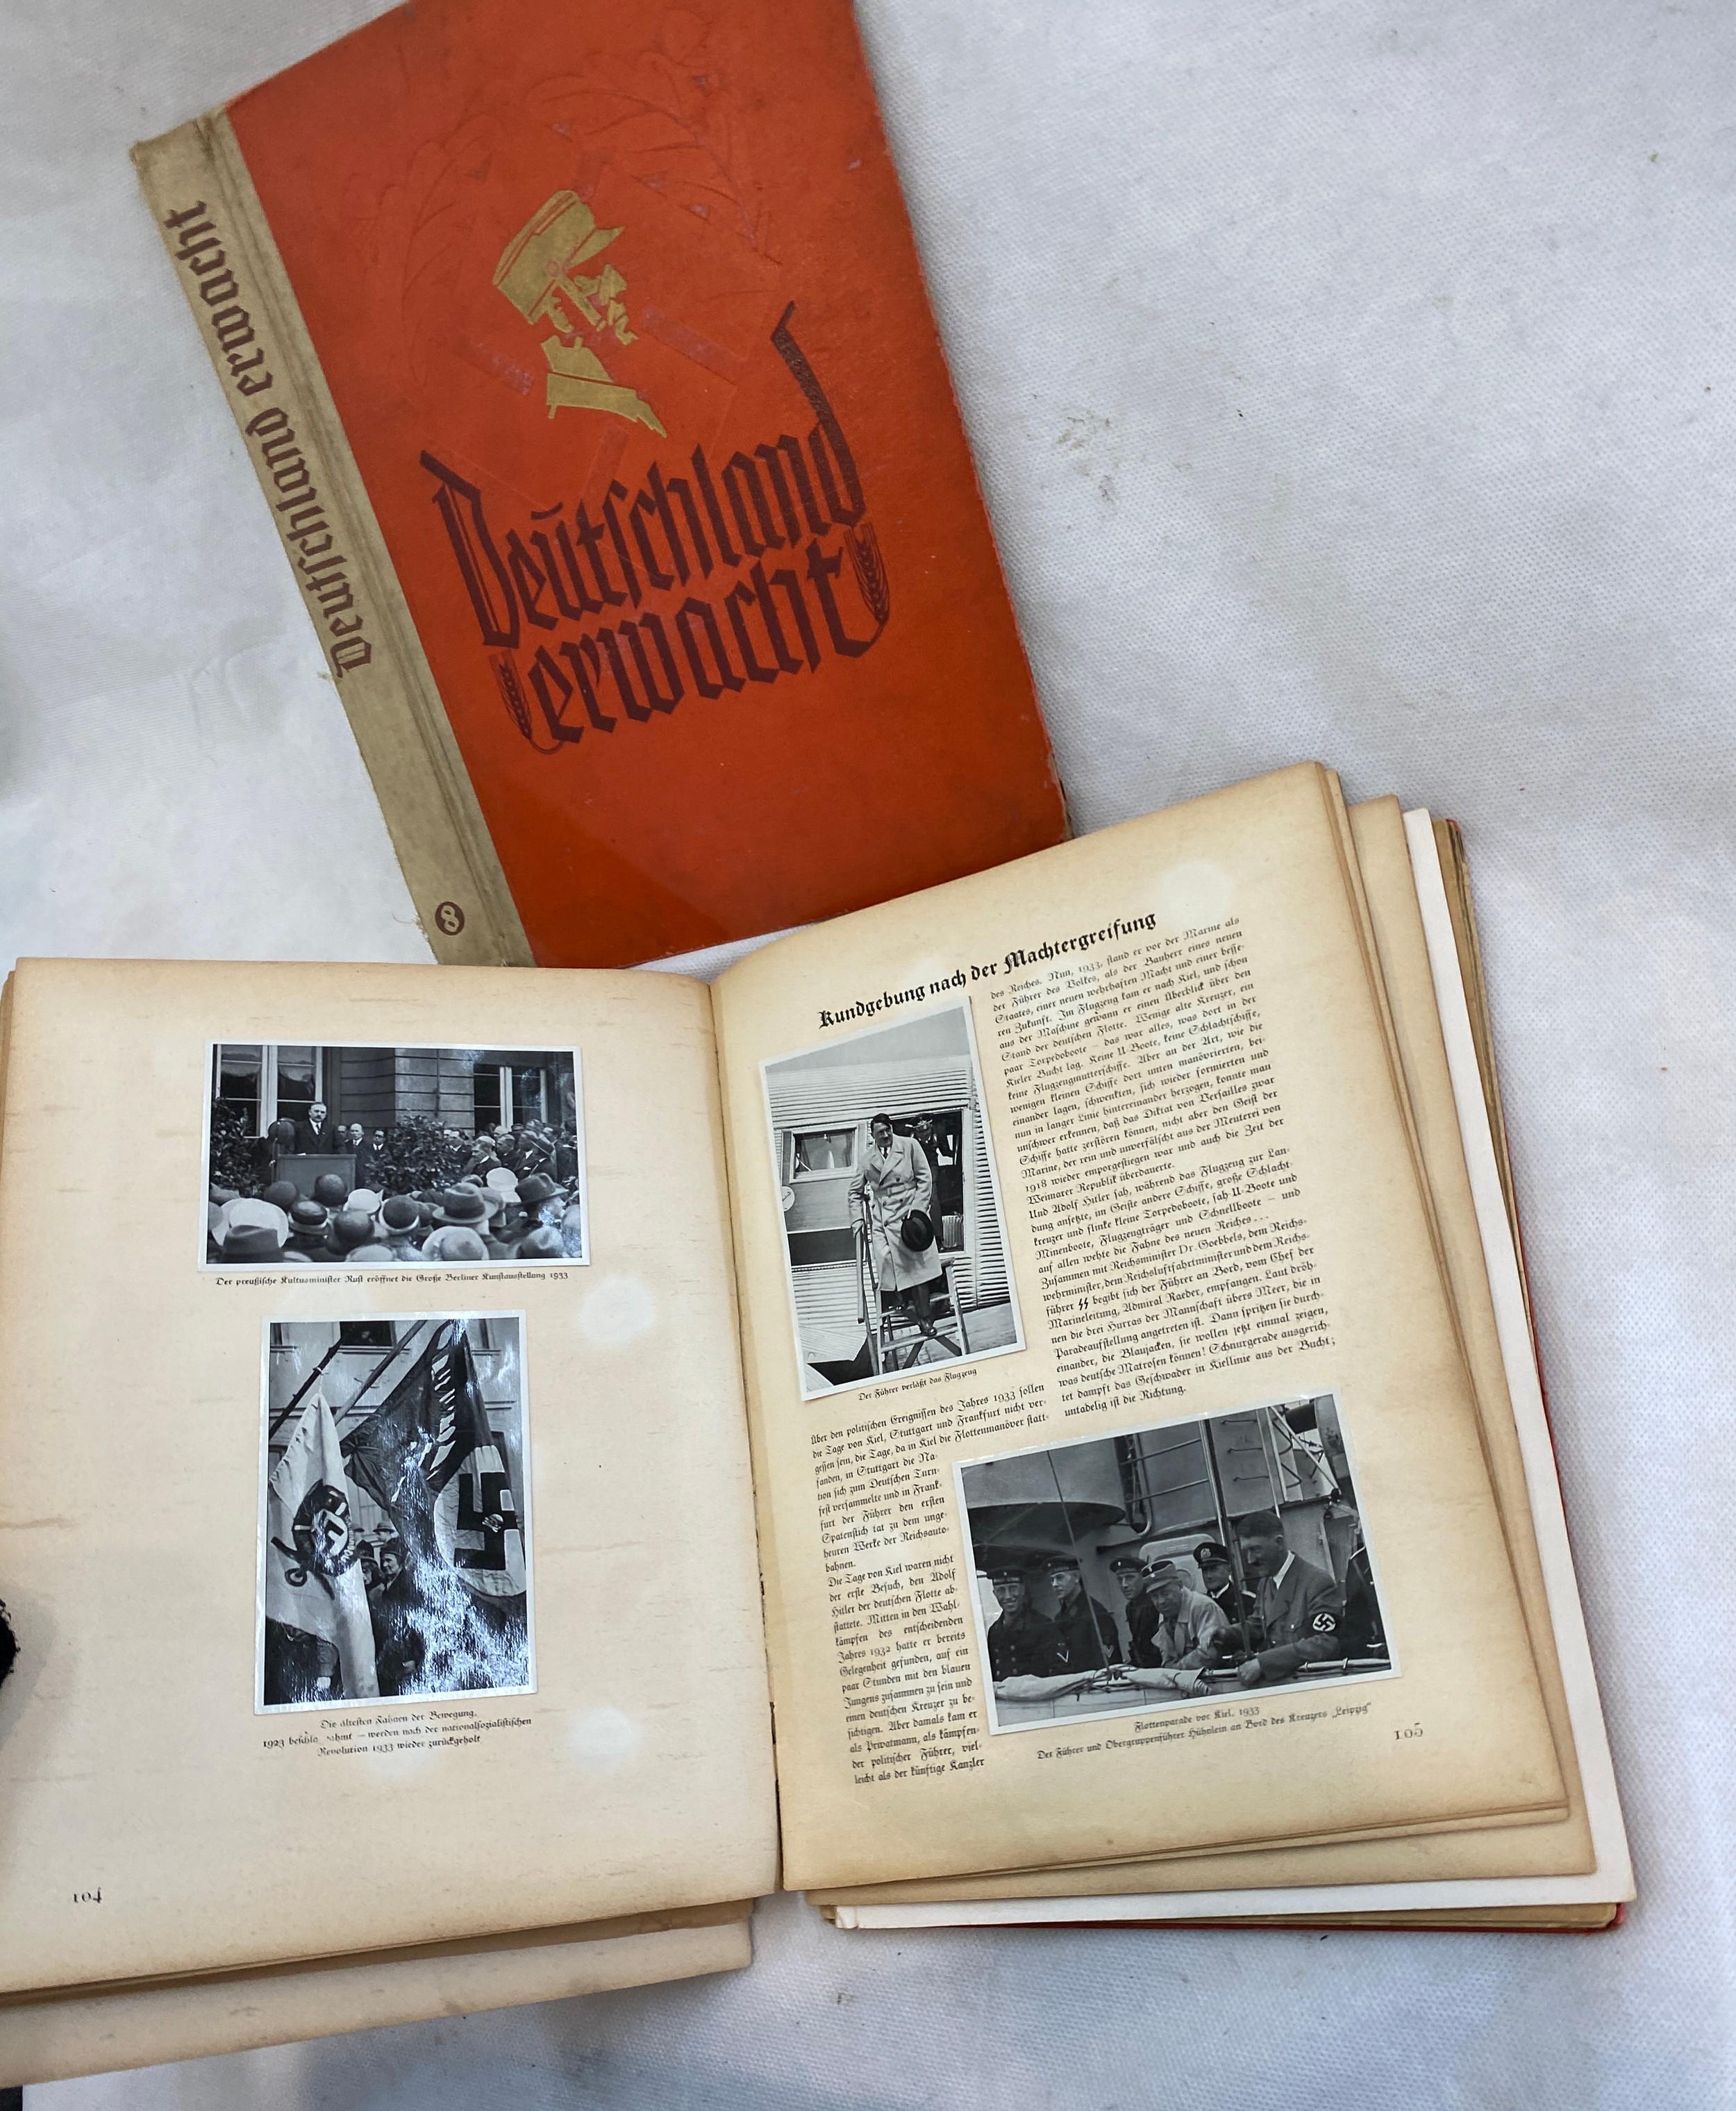 Deutschland erwacht
8
Deutschland
erwacht
Der preußische Kultusminister Rust eröffnet die Große Berliner Kunstausstellung 1933
Die ältesten Fahnen der Bewegung,
1923 – werden nach der nationalsozialistischen
Revolution 1933 wieder zurückgeholt
104
Kundgebung nach der Machtergreifung
Der Führer verläßt das Flugzeug
Über den politischen Ereignissen des Jahres 1933 sollen
die Tage von Kiel, Stuttgart und Frankfurt nicht ver-
gessen sein, die Tage, da in Kiel die Flottenmanöver statt-
fanden, in Stuttgart die Na-
tion sich zum Deutschen Turn-
fest versammelte und in Frank-
furt der Führer den ersten
Spatenstich tat zu dem unge-
heuren Werke der Reichsauto-
bahnen.
Die Tage von Kiel waren nicht
der erste Besuch, den Adolf
Hitler der deutschen Flotte ab-
stattete. Mitten in den Wahl-
kämpfen des entscheidenden
Jahres 1932 hatte er bereits
Gelegenheit gefunden, auf ein
paar Stunden mit den blauen
Jungens zusammen zu sein und
einen deutschen Kreuzer zu be-
sichtigen. Aber damals kam er
als Privatmann, als kämpfen-
der politischer Führer, viel-
leicht als der künftige Kanzler
des Reiches. Nun, 1933, stand er vor der Marine als
der Führer des Volkes, als der Bauherr eines neuen
Staates, einer neuen wehrhaften Macht und einer besse-
ren Zukunft. Im Flugzeug kam er nach Kiel, und schon
aus der Maschine gewann er einen Überblick über den
Stand der deutschen Flotte. Wenige alte Kreuzer, ein
paar Torpedoboote – das war alles, was dort in der
Kieler Bucht lag. Keine U-Boote, keine Schlachtschiffe,
keine Flugzeugmutterschiffe. Aber an der Art, wie die
wenigen kleinen Schiffe dort unten manövrierten, bei-
einander lagen, schwenkten, sich wieder formierten und
nun in langer Linie hintereinander herzogen, konnte man
unschwer erkennen, daß das Diktat von Versailles zwar
Schiffe hatte zerstören können, nicht aber den Geist der
Marine, der rein und unverfälscht aus der Meuterei von
1918 wieder emporgestiegen war und auch die Zeit der
Weimarer Republik überdauerte.
Und Adolf Hitler sah, während das Flugzeug zur Lan-
dung ansetzte, im Geiste andere Schiffe, große Schlacht-
kreuzer und flinke kleine Torpedoboote, sah U-Boote und
Minenboote, Flugzeugträger und Schnellboote – und
auf allen wehte die Fahne des neuen Reiches...
Zusammen mit Reichsminister Dr. Goebbels, dem Reichs-
wehrminister, dem Reichsluftfahrtminister und dem Reichs-
führer SS begibt sich der Führer an Bord, vom Chef der
Marineleitung, Admiral Raeder, empfangen. Laut dröh-
nen die drei Hurras der Mannschaft übers Meer, die in
Paradeaufstellung angetreten ist. Dann spritzen sie durch-
einander, die Blaujacken, sie wollen jetzt einmal zeigen,
was deutsche Matrosen können! Schnurgerade ausgerich-
tet dampft das Geschwader in Kiellinie aus der Bucht;
untadelig ist die Richtung.
Flottenparade vor Kiel, 1933
Der Führer und Obergruppenführer Hühnlein an Bord des Kreuzers „Leipzig“
105